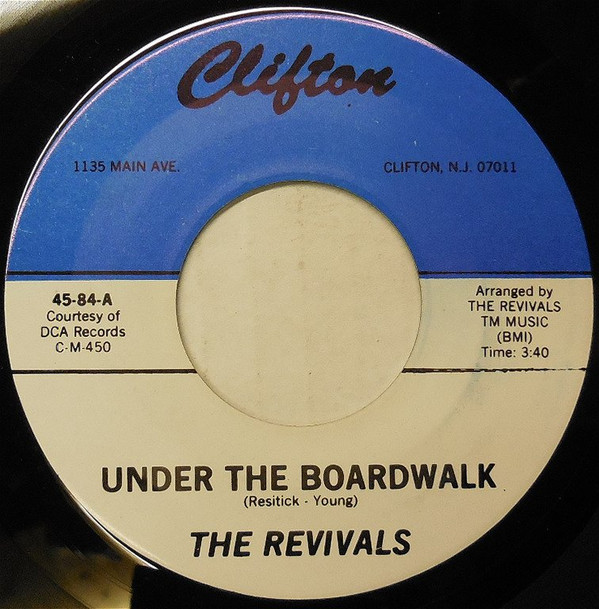 Clifton
1135 MAIN AVE.
CLIFTON, N.J. 07011
45-84-A
Courtesy of
DCA Records
C-M-450
Arranged by
THE REVIVALS
TM MUSIC
(BMI)
Time: 3:40
UNDER THE BOARDWALK
(Resitick - Young)
THE REVIVALS